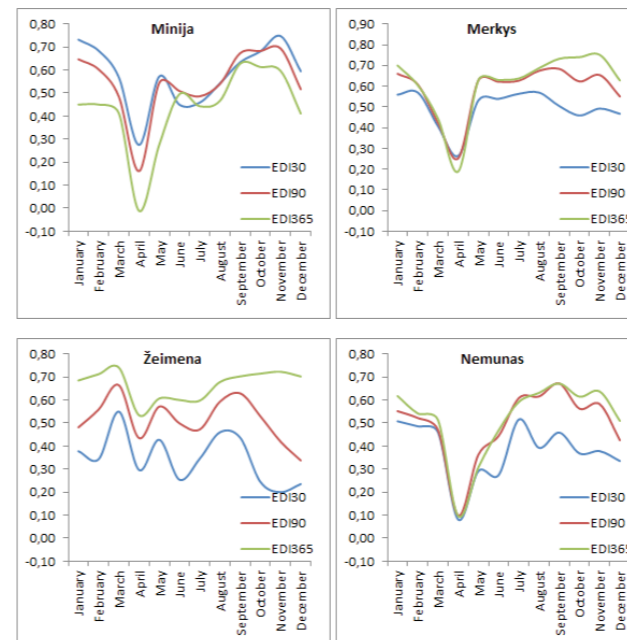 Minija
0,80
0,70
0,60
0,50
0,40
0,30
0,20
0,10
0,00
-0,10
EDI30
EDI90
EDI365
January
February
March
April
May
June
July
August
September
October
November
December
Merkys
0,90
0,80
0,70
0,60
0,50
0,40
0,30
0,20
0,10
0,00
-0,10
EDI30
EDI90
EDI365
January
February
March
April
May
June
July
August
September
October
November
December
Žeimena
0,80
0,70
0,60
0,50
0,40
0,30
0,20
0,10
0,00
-0,10
EDI30
EDI90
EDI365
January
February
March
April
May
June
July
August
September
October
November
December
Nemunas
0,80
0,70
0,60
0,50
0,40
0,30
0,20
0,10
0,00
-0,10
EDI30
EDI90
EDI365
January
February
March
April
May
June
July
August
September
October
November
December